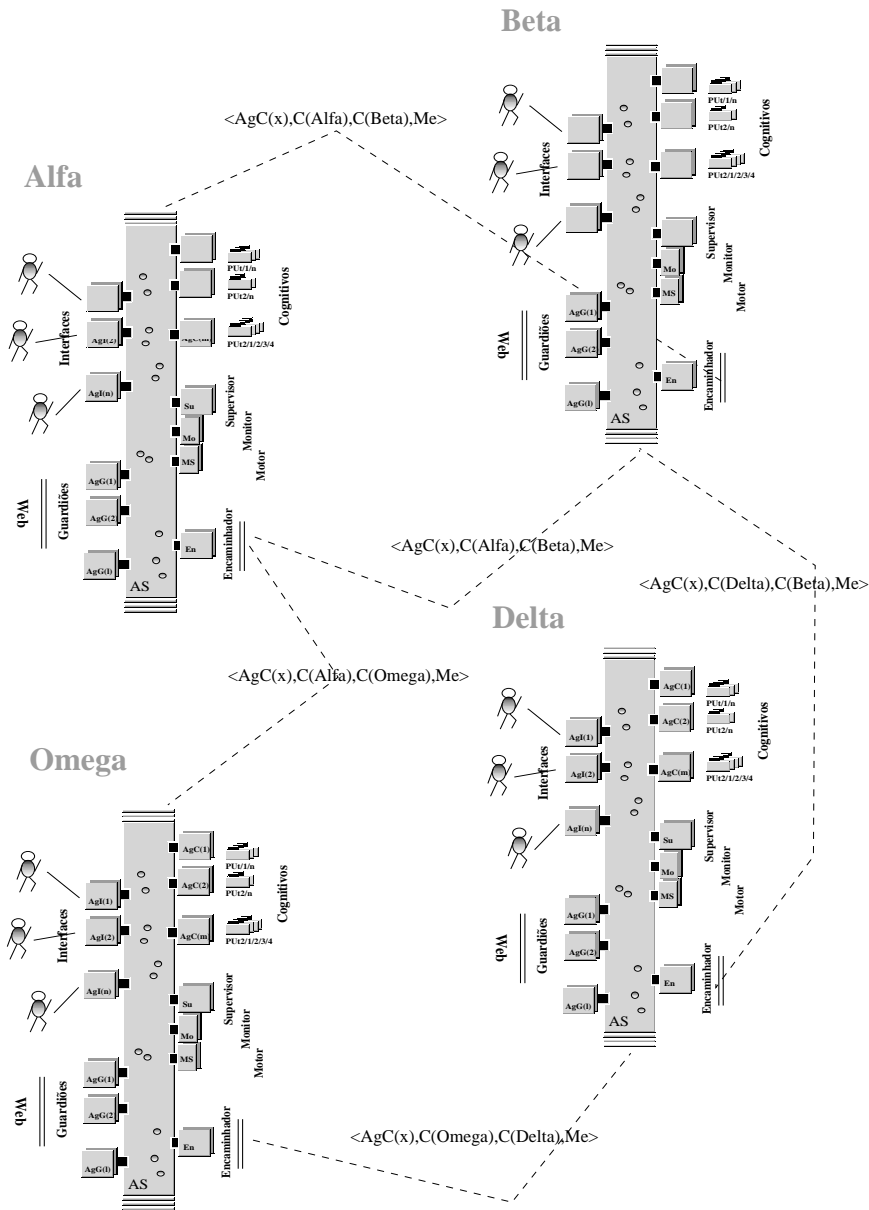 Beta
PUt/1/n
PUt2/n
PUt2/1/2/3/4
Cognitivos
Interfaces
Supervisor
Monitor
Motor
Mo
MS
AgG(1)
AgG(2
AgG(l)
Web
Guardiões
En
Encaminhador
AS
<AgC(x),C(Alfa),C(Beta),Me>
Alfa
PUt/1/n
PUt2/n
PUt2/1/2/3/4
Cognitivos
AgI(2)
AgC(m)
AgI(n)
Interfaces
Su
Mo
MS
Supervisor
Monitor
Motor
AgG(1)
AgG(2)
AgG(l)
Web
Guardiões
En
Encaminhador
AS
<AgC(x),C(Alfa),C(Beta),Me>
<AgC(x),C(Delta),C(Beta),Me>
<AgC(x),C(Alfa),C(Omega),Me>
Delta
AgC(1)
PUt/1/n
AgC(2)
PUt2/n
AgC(m)
PUt2/1/2/3/4
Cognitivos
AgI(1)
AgI(2)
AgI(n)
Interfaces
Su
Mo
MS
Supervisor
Monitor
Motor
AgG(1)
AgG(2)
AgG(l)
Web
Guardiões
En
Encaminhador
AS
Omega
AgC(1)
PUt/1/n
AgC(2)
PUt2/n
AgC(m)
PUt2/1/2/3/4
Cognitivos
AgI(1)
AgI(2)
AgI(n)
Interfaces
Su
Mo
MS
Supervisor
Monitor
Motor
AgG(1)
AgG(2
AgG(l)
Web
Guardiões
En
Encaminhador
AS
<AgC(x),C(Omega),C(Delta),Me>